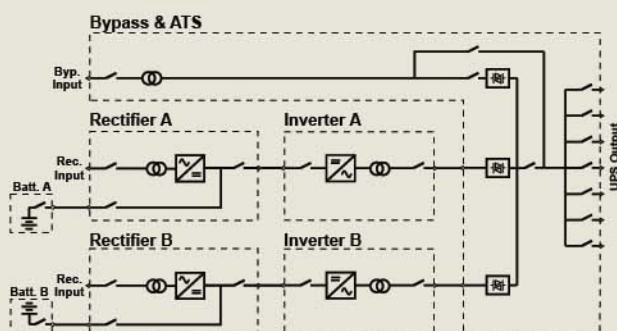 Bypass & ATS
Byp.
Input
Rectifier A
Inverter A
Rec.
Input
Batt. A
UPS Output
Rectifier B
Inverter B
Rec.
Input
Batt. B